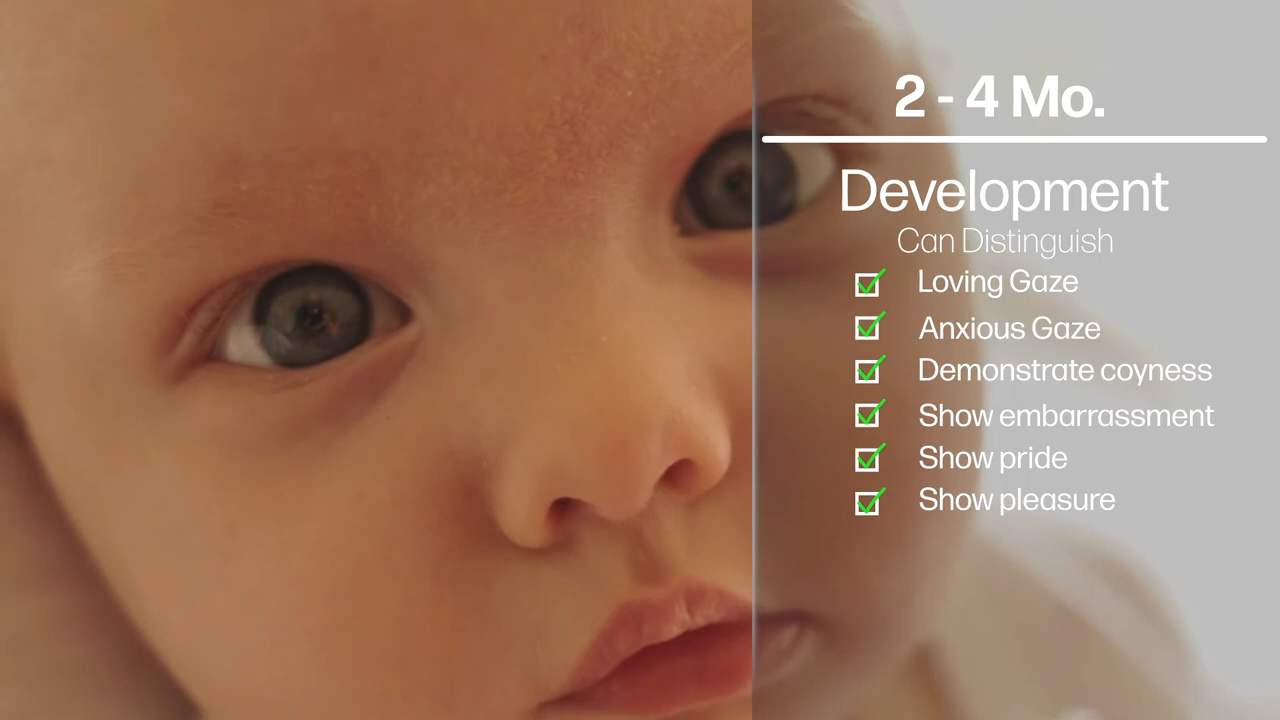 2 - 4 Mo.
Development
Can Distinguish
Loving Gaze
Anxious Gaze
Demonstrate coyness
Show embarrassment
Show pride
Show pleasure